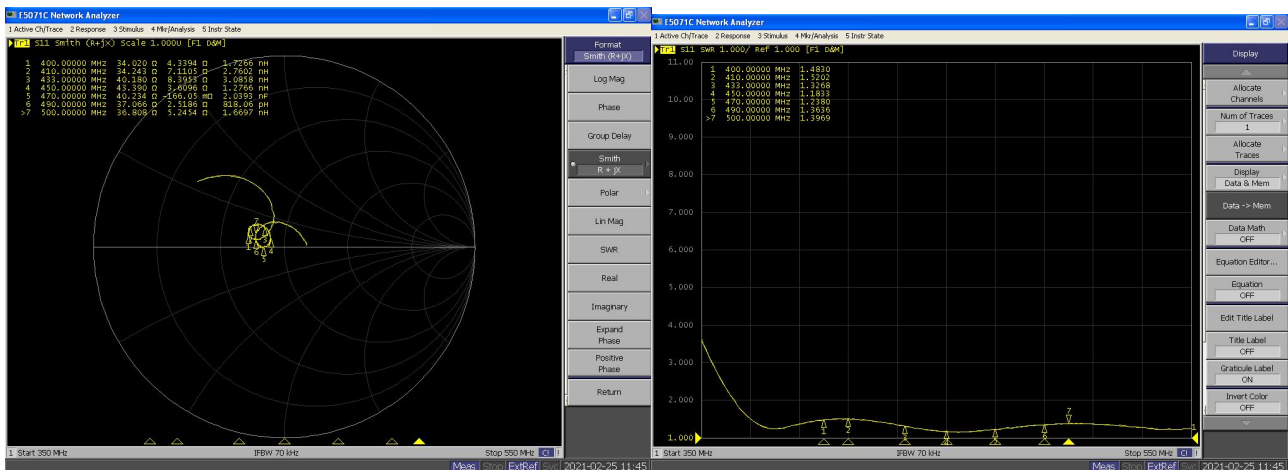 E5071C Network Analyzer
1 Active Ch/Trace 2 Response 3 Stimulus 4 Mkr/Analysis 5 Instr State
Tr1 S11 Smith (R+jX) Scale 1.000U [F1 D&M]
1 400.00000 MHz 34.020 Ω 4.3394 Ω 1.7266 nH
2 410.00000 MHz 34.243 Ω 7.1105 Ω 2.7602 nH
3 433.00000 MHz 40.180 Ω 8.3953 Ω 3.0858 nH
4 450.00000 MHz 43.390 Ω 3.6096 Ω 1.2766 nH
5 470.00000 MHz 40.234 Ω -166.05 mΩ 2.0393 nF
6 490.00000 MHz 37.066 Ω 2.5186 Ω 818.06 pH
>7 500.00000 MHz 36.808 Ω 5.2454 Ω 1.6697 nH
7
1
3
6
4
5
1 Start 350 MHz IFBW 70 kHz Stop 550 MHz C! !
Meas Stop ExtRef Svc 2021-02-25 11:45
Format
Smith (R+jX)
Log Mag
Phase
Group Delay
Smith
R + jX
Polar
Lin Mag
SWR
Real
Imaginary
Expand
Phase
Positive
Phase
Return
E5071C Network Analyzer
1 Active Ch/Trace 2 Response 3 Stimulus 4 Mkr/Analysis 5 Instr State
Tr1 S11 SWR 1.000/ Ref 1.000 [F1 D&M]
11.00
10.00
9.000
8.000
7.000
6.000
5.000
4.000
3.000
2.000
1.000
1 400.00000 MHz 1.4830
2 410.00000 MHz 1.5202
3 433.00000 MHz 1.3268
4 450.00000 MHz 1.1833
5 470.00000 MHz 1.2380
6 490.00000 MHz 1.3636
>7 500.00000 MHz 1.3969
7
1
2
1
1 Start 350 MHz IFBW 70 kHz Stop 550 MHz C! !
Meas Stop ExtRef Svc 2021-02-25 11:45
Display
Allocate
Channels
Num of Traces
1
Allocate
Traces
Display
Data & Mem
Data -> Mem
Data Math
OFF
Equation Editor...
Equation
OFF
Edit Title Label
Title Label
OFF
Graticule Label
ON
Invert Color
OFF